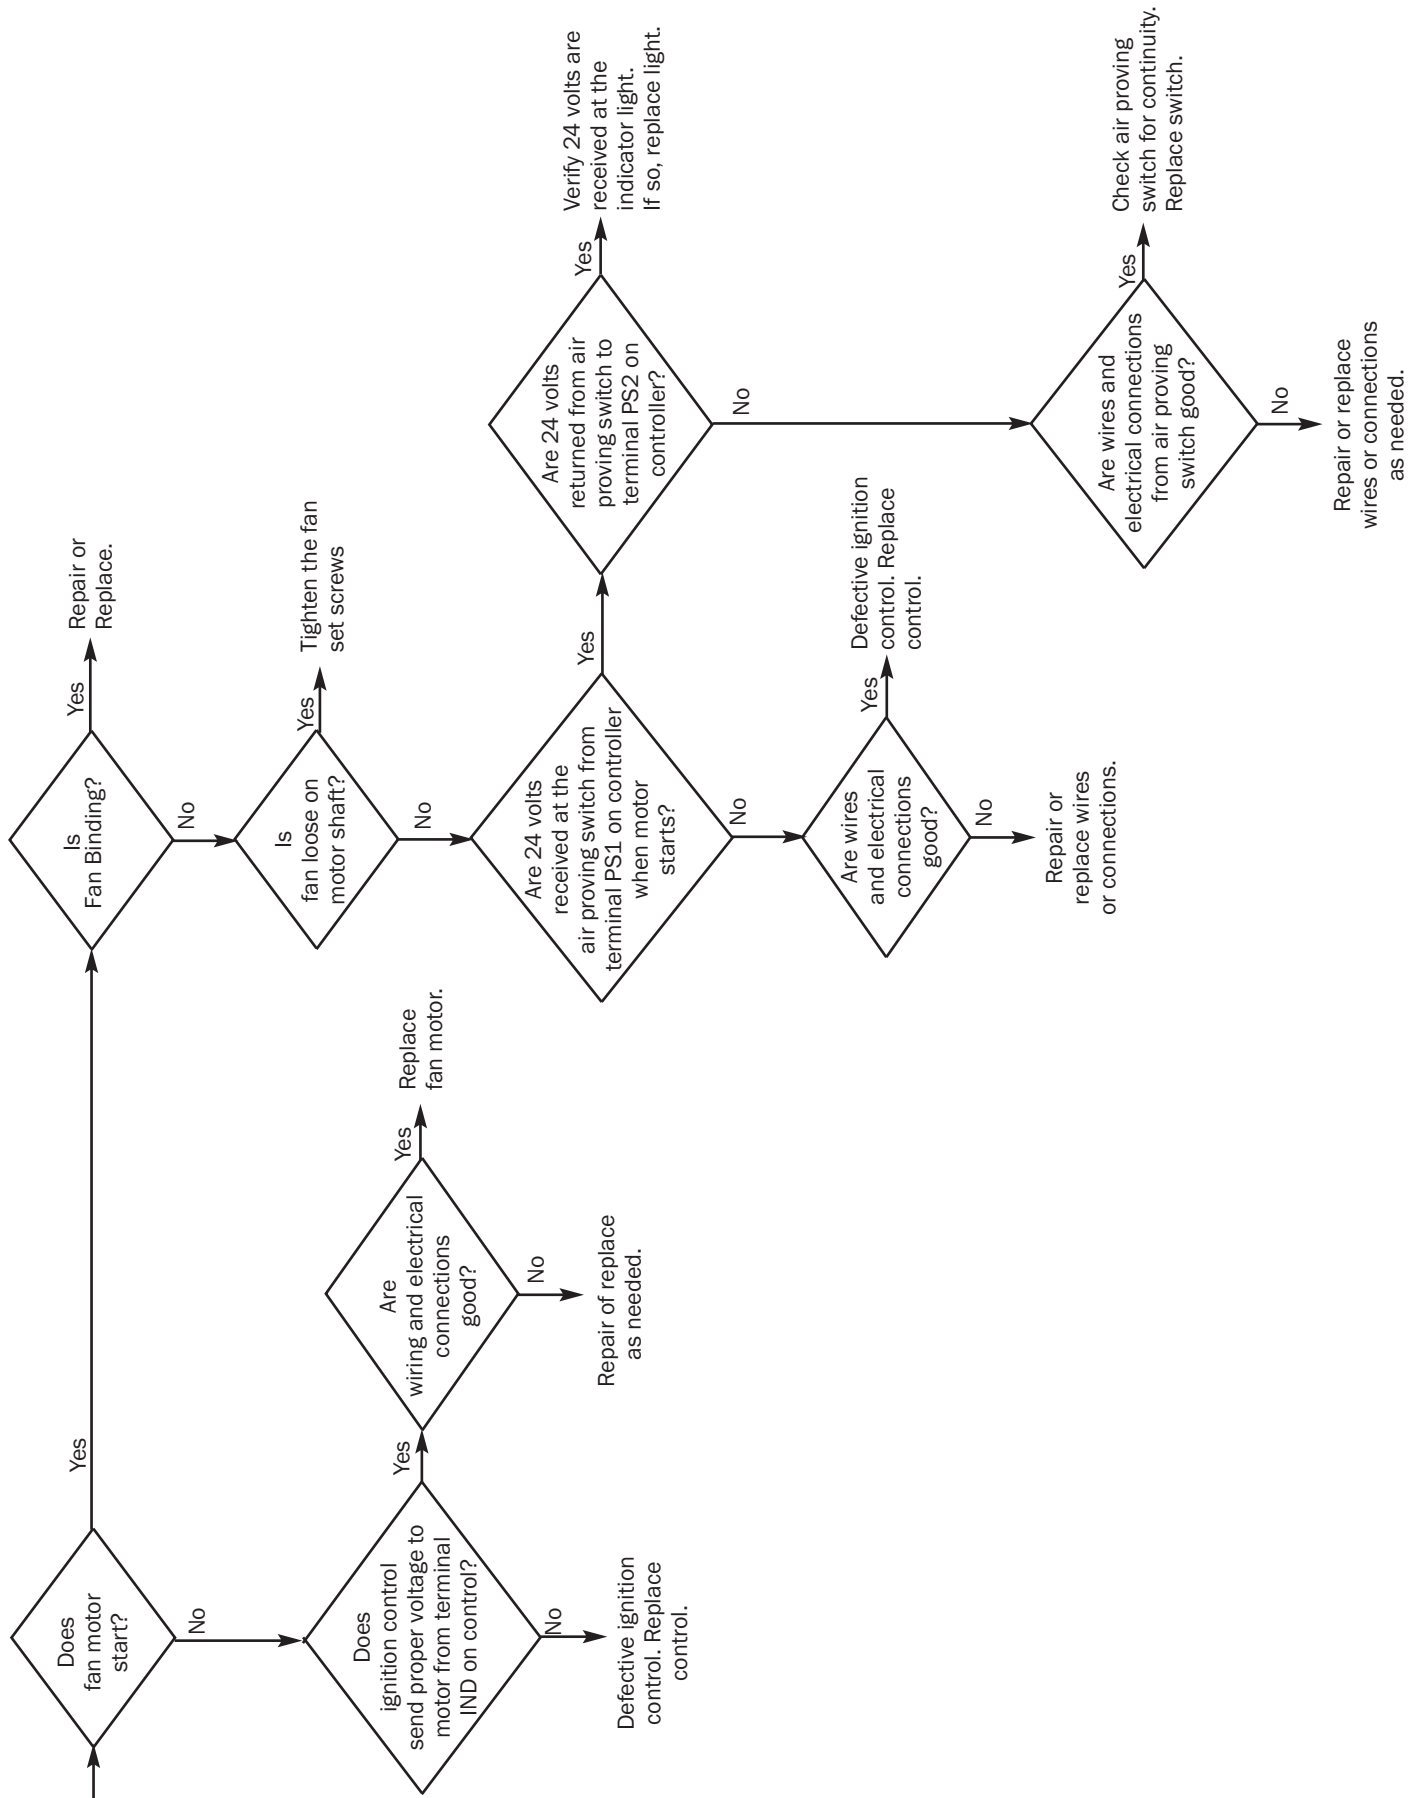 Does
fan motor
start?
Yes
No
Is
Fan Binding?
Yes
Repair or
Replace.
No
Is
fan loose on
motor shaft?
Yes
Tighten the fan
set screws
No
Does
ignition control
send proper voltage to
motor from terminal
IND on control?
Yes
No
Defective ignition
control. Replace
control.
Are
wiring and electrical
connections
good?
Yes
Replace
fan motor.
No
Repair of replace
as needed.
Are 24 volts
received at the
air proving switch from
terminal PS1 on controller
when motor
starts?
Yes
No
Are 24 volts
returned from air
proving switch to
terminal PS2 on
controller?
Yes
Verify 24 volts are
received at the
indicator light.
If so, replace light.
No
Are wires
and electrical
connections
good?
Yes
Defective ignition
control. Replace
control.
No
Repair or
replace wires
or connections.
Are wires and
electrical connections
from air proving
switch good?
Yes
Check air proving
switch for continuity.
Replace switch.
No
Repair or replace
wires or connections
as needed.